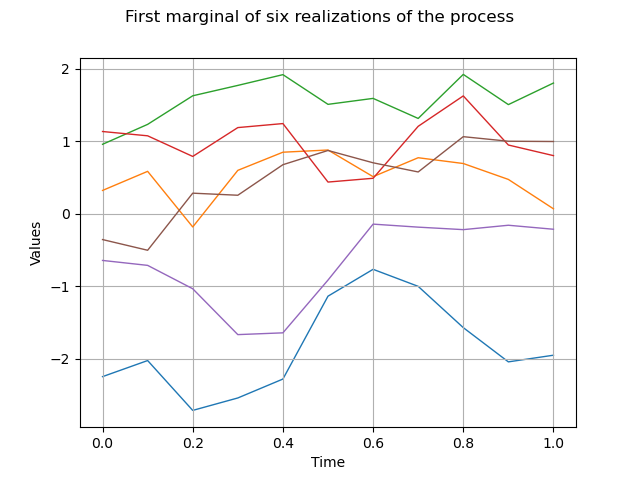 First marginal of six realizations of the process
2
1
0
−1
−2
Values
0.0 0.2 0.4 0.6 0.8 1.0
Time